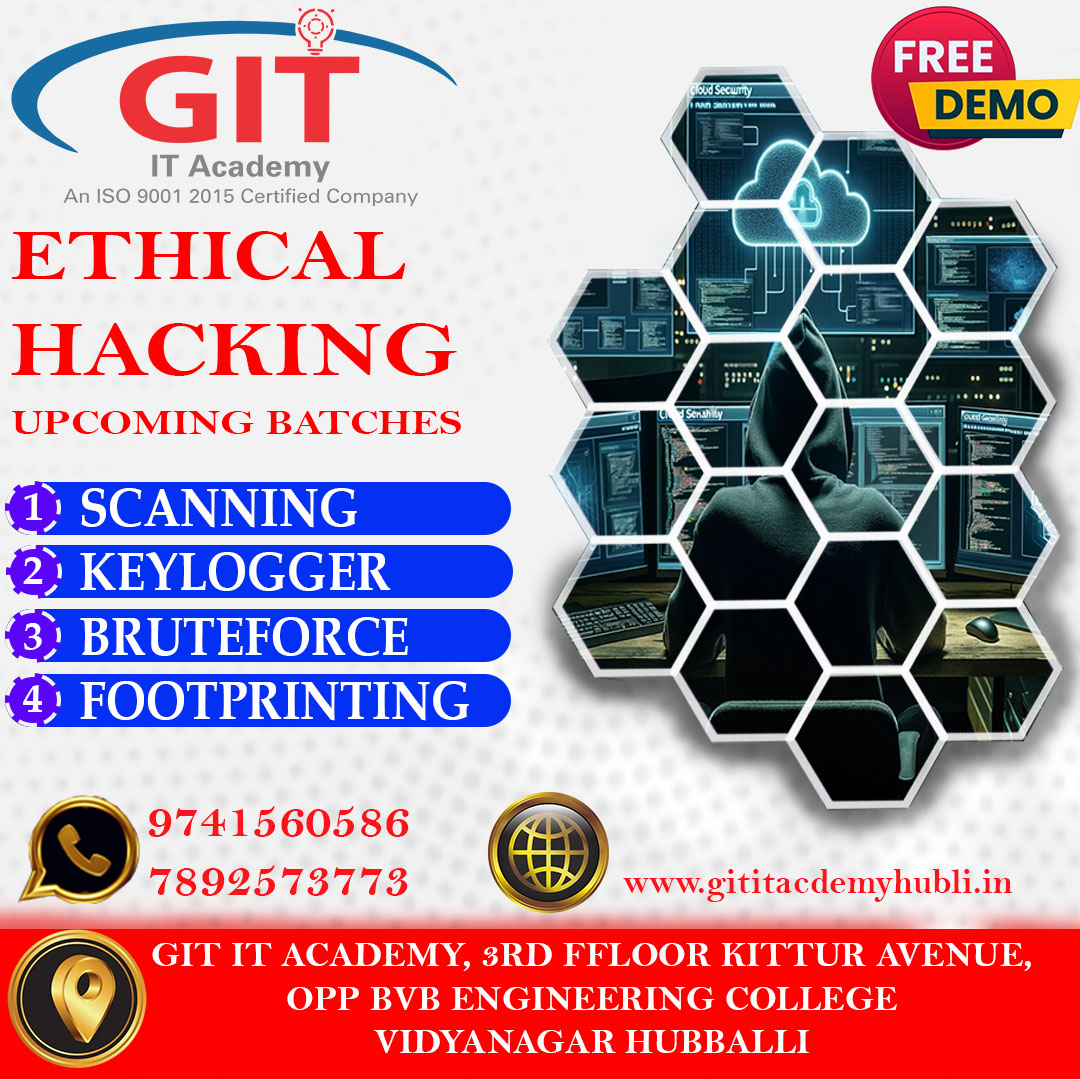 GIT
IT Academy
An ISO 9001 2015 Certified Company
FREE
DEMO
ETHICAL
HACKING
UPCOMING BATCHES
1 SCANNING
2 KEYLOGGER
3 BRUTEFORCE
4 FOOTPRINTING
Cloud Security
9741560586
7892573773
www.gititacdemyhubli.in
GIT IT ACADEMY, 3RD FFLOOR KITTUR AVENUE,
OPP BVB ENGINEERING COLLEGE
VIDYANAGAR HUBBALLI